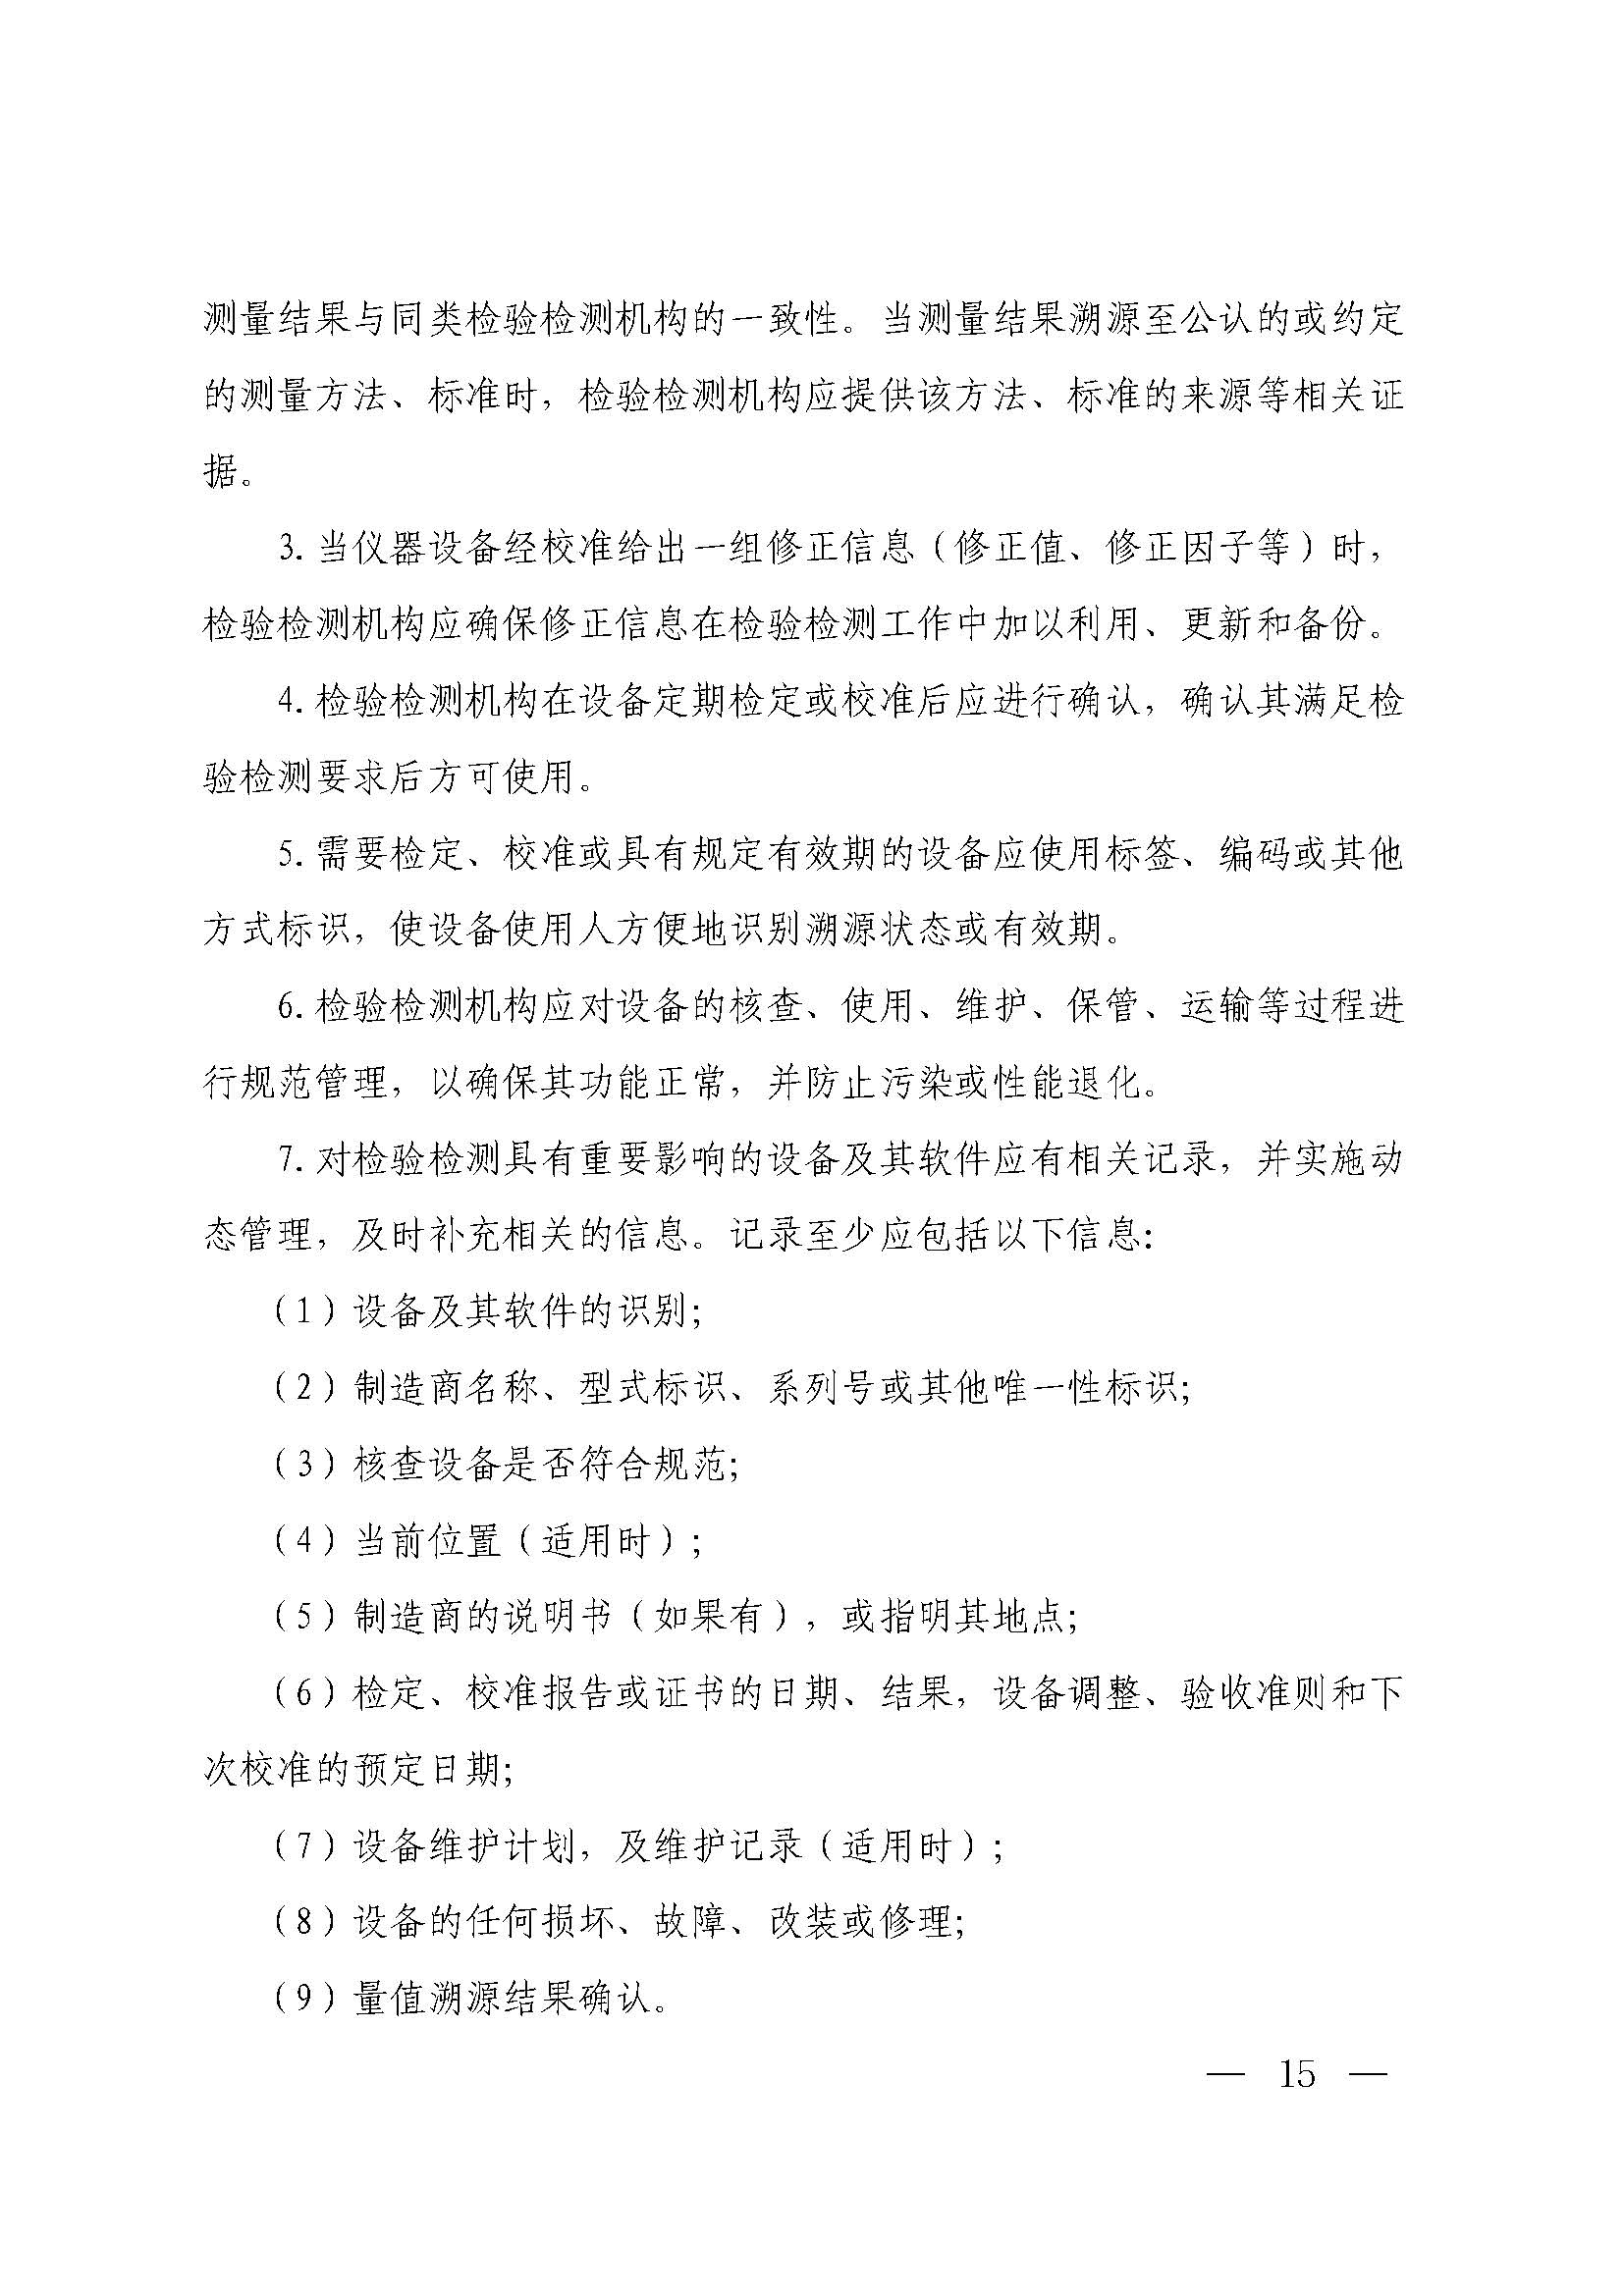 测量结果与同类检验检测机构的一致性。当测量结果溯源至公认的或约定
的测量方法、标准时，检验检测机构应提供该方法、标准的来源等相关证
据。
3.当仪器设备经校准给出一组修正信息（修正值、修正因子等）时，
检验检测机构应确保修正信息在检验检测工作中加以利用、更新和备份。
4.检验检测机构在设备定期检定或校准后应进行确认，确认其满足检
验检测要求后方可使用。
5.需要检定、校准或具有规定有效期的设备应使用标签、编码或其他
方式标识，使设备使用人方便地识别溯源状态或有效期。
6.检验检测机构应对设备的核查、使用、维护、保管、运输等过程进
行规范管理，以确保其功能正常，并防止污染或性能退化。
7.对检验检测具有重要影响的设备及其软件应有相关记录，并实施动
态管理，及时补充相关的信息。记录至少应包括以下信息：
（1）设备及其软件的识别；
（2）制造商名称、型式标识、系列号或其他唯一性标识；
（3）核查设备是否符合规范；
（4）当前位置（适用时）；
（5）制造商的说明书（如果有），或指明其地点；
（6）检定、校准报告或证书的日期、结果，设备调整、验收准则和下
次校准的预定日期；
（7）设备维护计划，及维护记录（适用时）；
（8）设备的任何损坏、故障、改装或修理；
（9）量值溯源结果确认。
— 15 —